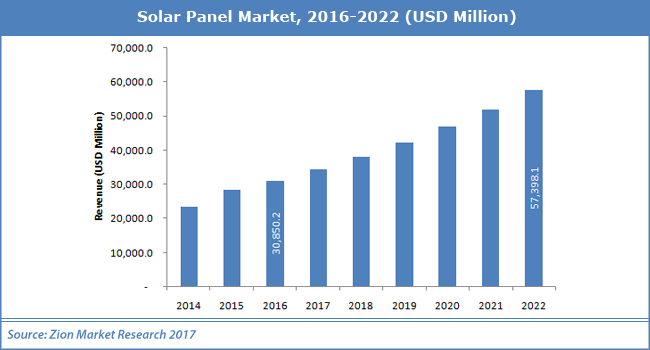 Solar Panel Market, 2016-2022 (USD Million)
70,000.0
60,000.0
50,000.0
40,000.0
30,000.0
20,000.0
10,000.0
-
Revenue (USD Million)
30,850.2
57,398.1
2014 2015 2016 2017 2018 2019 2020 2021 2022
Source: Zion Market Research 2017